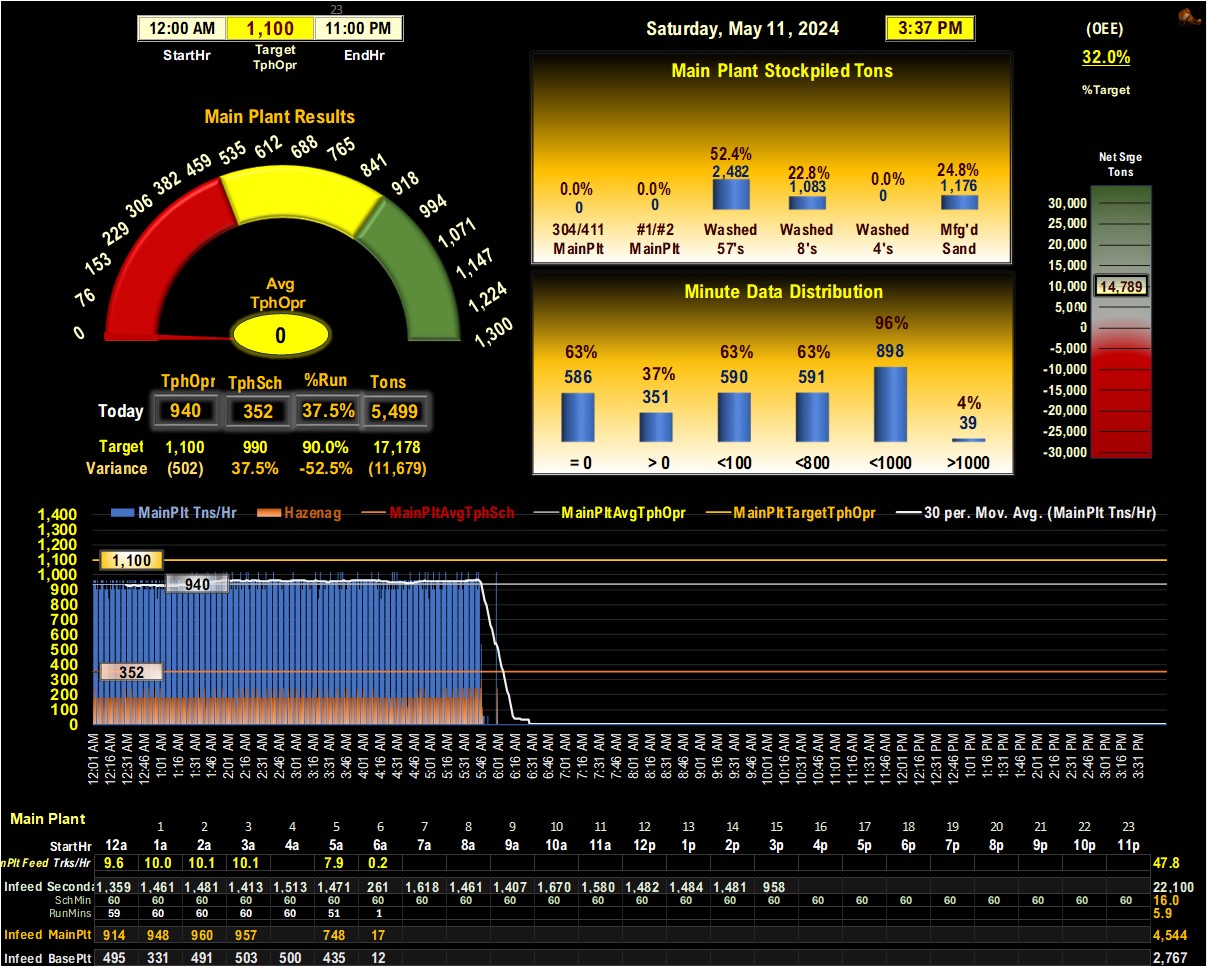 23
12:00 AM 1,100 11:00 PM
StartHr Target TphOpr EndHr
Saturday, May 11, 2024 3:37 PM
(OEE)
32.0%
%Target
Main Plant Results
0 76 153 229 306 382 459 535 612 688 765 841 918 994 1,071 1,147 1,224 1,300
Avg
TphOpr
0
TphOpr TphSch %Run Tons
Today 940 352 37.5% 5,499
Target 1,100 990 90.0% 17,178
Variance (502) 37.5% -52.5% (11,679)
Main Plant Stockpiled Tons
0.0% 0.0% 52.4% 22.8% 0.0% 24.8%
0 0 2,482 1,083 0 1,176
304/411 #1/#2 Washed Washed Washed Mfg'd
MainPlt MainPlt 57's 8's 4's Sand
Minute Data Distribution
63% 37% 63% 63% 96% 4%
586 351 590 591 898 39
= 0 > 0 <100 <800 <1000 >1000
Net Srge
Tons
30,000
25,000
20,000
15,000
10,000
14,789
5,000
0
-5,000
-10,000
-15,000
-20,000
-25,000
-30,000
MainPlt Tns/Hr Hazenag MainPltAvgTphSch MainPltAvgTphOpr MainPltTargetTphOpr 30 per. Mov. Avg. (MainPlt Tns/Hr)
1,400
1,300
1,200
1,100
1,000
900
800
700
600
500
400
300
200
100
0
1,100
940
352
12:01 AM 12:16 AM 12:31 AM 12:46 AM 1:01 AM 1:16 AM 1:31 AM 1:46 AM 2:01 AM 2:16 AM 2:31 AM 2:46 AM 3:01 AM 3:16 AM 3:31 AM 3:46 AM 4:01 AM 4:16 AM 4:31 AM 4:46 AM 5:01 AM 5:16 AM 5:31 AM 5:46 AM 6:01 AM 6:16 AM 6:31 AM 6:46 AM 7:01 AM 7:16 AM 7:31 AM 7:46 AM 8:01 AM 8:16 AM 8:31 AM 8:46 AM 9:01 AM 9:16 AM 9:31 AM 9:46 AM 10:01 AM 10:16 AM 10:31 AM 10:46 AM 11:01 AM 11:16 AM 11:31 AM 11:46 AM 12:01 PM 12:16 PM 12:31 PM 12:46 PM 1:01 PM 1:16 PM 1:31 PM 1:46 PM 2:01 PM 2:16 PM 2:31 PM 2:46 PM 3:01 PM 3:16 PM 3:31 PM
Main Plant
1 2 3 4 5 6 7 8 9 10 11 12 13 14 15 16 17 18 19 20 21 22 23
StartHr 12a 1a 2a 3a 4a 5a 6a 7a 8a 9a 10a 11a 12p 1p 2p 3p 4p 5p 6p 7p 8p 9p 10p 11p
nPlt Feed Trks/Hr 9.6 10.0 10.1 10.1 7.9 0.2 47.8
Infeed Seconda 1,359 1,461 1,481 1,413 1,513 1,471 261 1,618 1,461 1,407 1,670 1,580 1,482 1,484 1,481 958 22,100
SchMin 60 60 60 60 60 60 60 60 60 60 60 60 60 60 60 60 60 60 60 60 60 60 60 60 16.0
RunMins 59 60 60 60 60 51 1 5.9
Infeed MainPlt 914 948 960 957 748 17 4,544
Infeed BasePlt 495 331 491 503 500 435 12 2,767